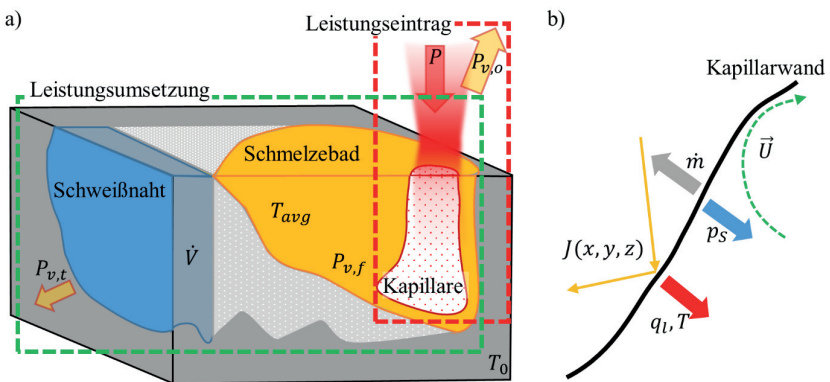 a)
Leistungseintrag
P
P_{v,o}
Leistungsumsetzung
Schmelzebad
Schweißnaht
T_{avg}
V̇
P_{v,f}
P_{v,t}
Kapillare
T_0
b)
Kapillarwand
ṁ
U⃗
p_S
J(x, y, z)
q_l, T